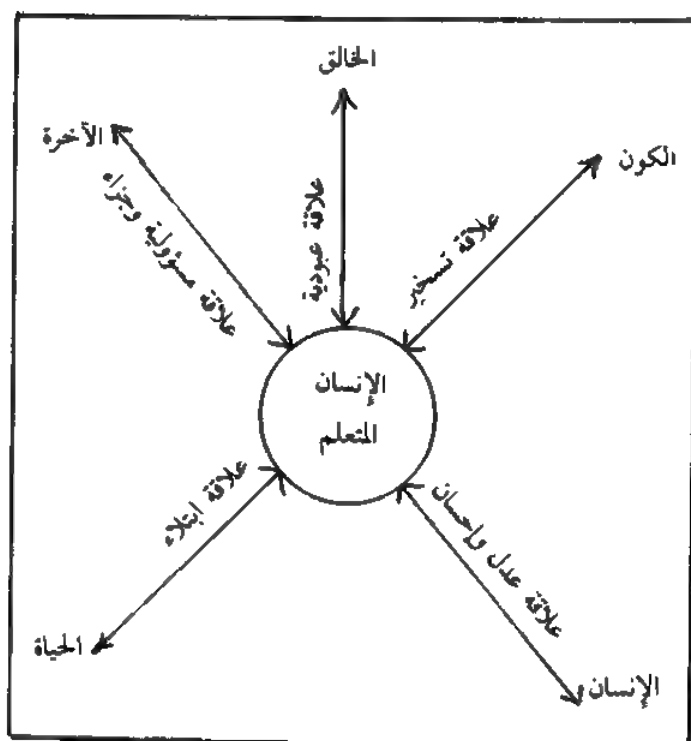 الخالق
الكون
الآخرة
علاقة عبودية
علاقة تسخير
علاقة مسؤولية وجزاء
الإنسان
المتعلم
علاقة ابتلاء
علاقة عدل وإحسان
الحياة
الإنسان